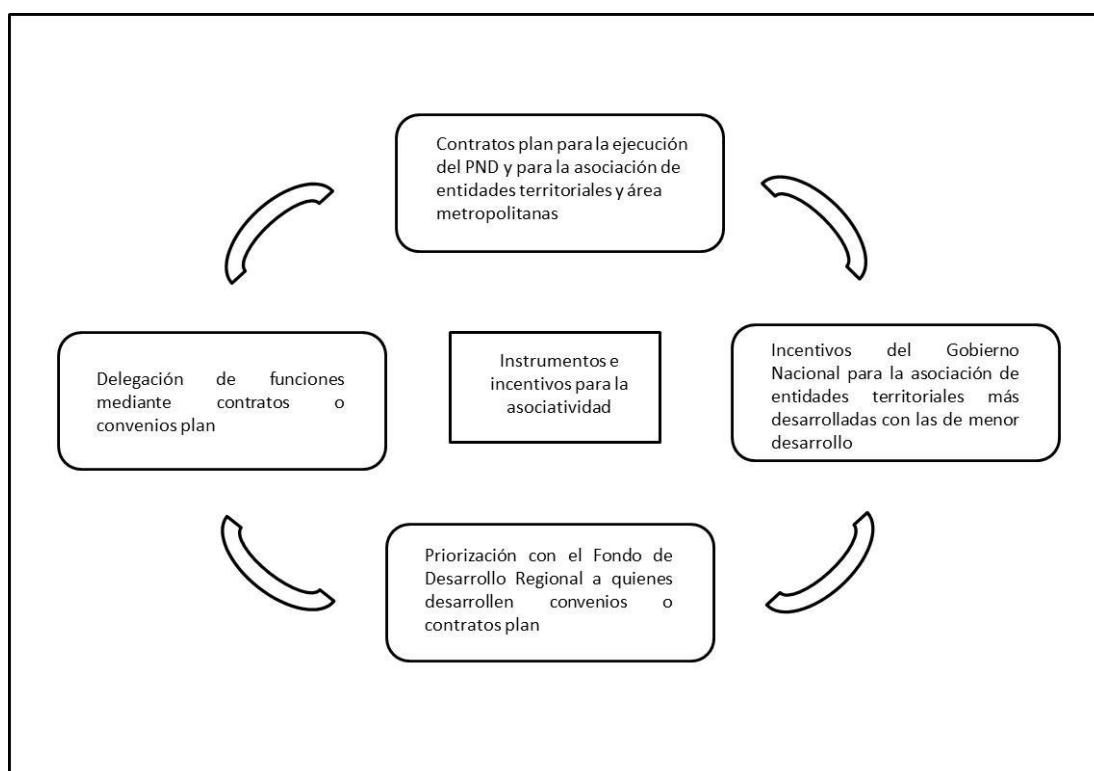 Contratos plan para la ejecución
del PND y para la asociación de
entidades territoriales y área
metropolitanas
Delegación de funciones
mediante contratos o
convenios plan
Instrumentos e
incentivos para la
asociatividad
Incentivos del Gobierno
Nacional para la asociación de
entidades territoriales más
desarrolladas con las de menor
desarrollo
Priorización con el Fondo de
Desarrollo Regional a quienes
desarrollen convenios o
contratos plan